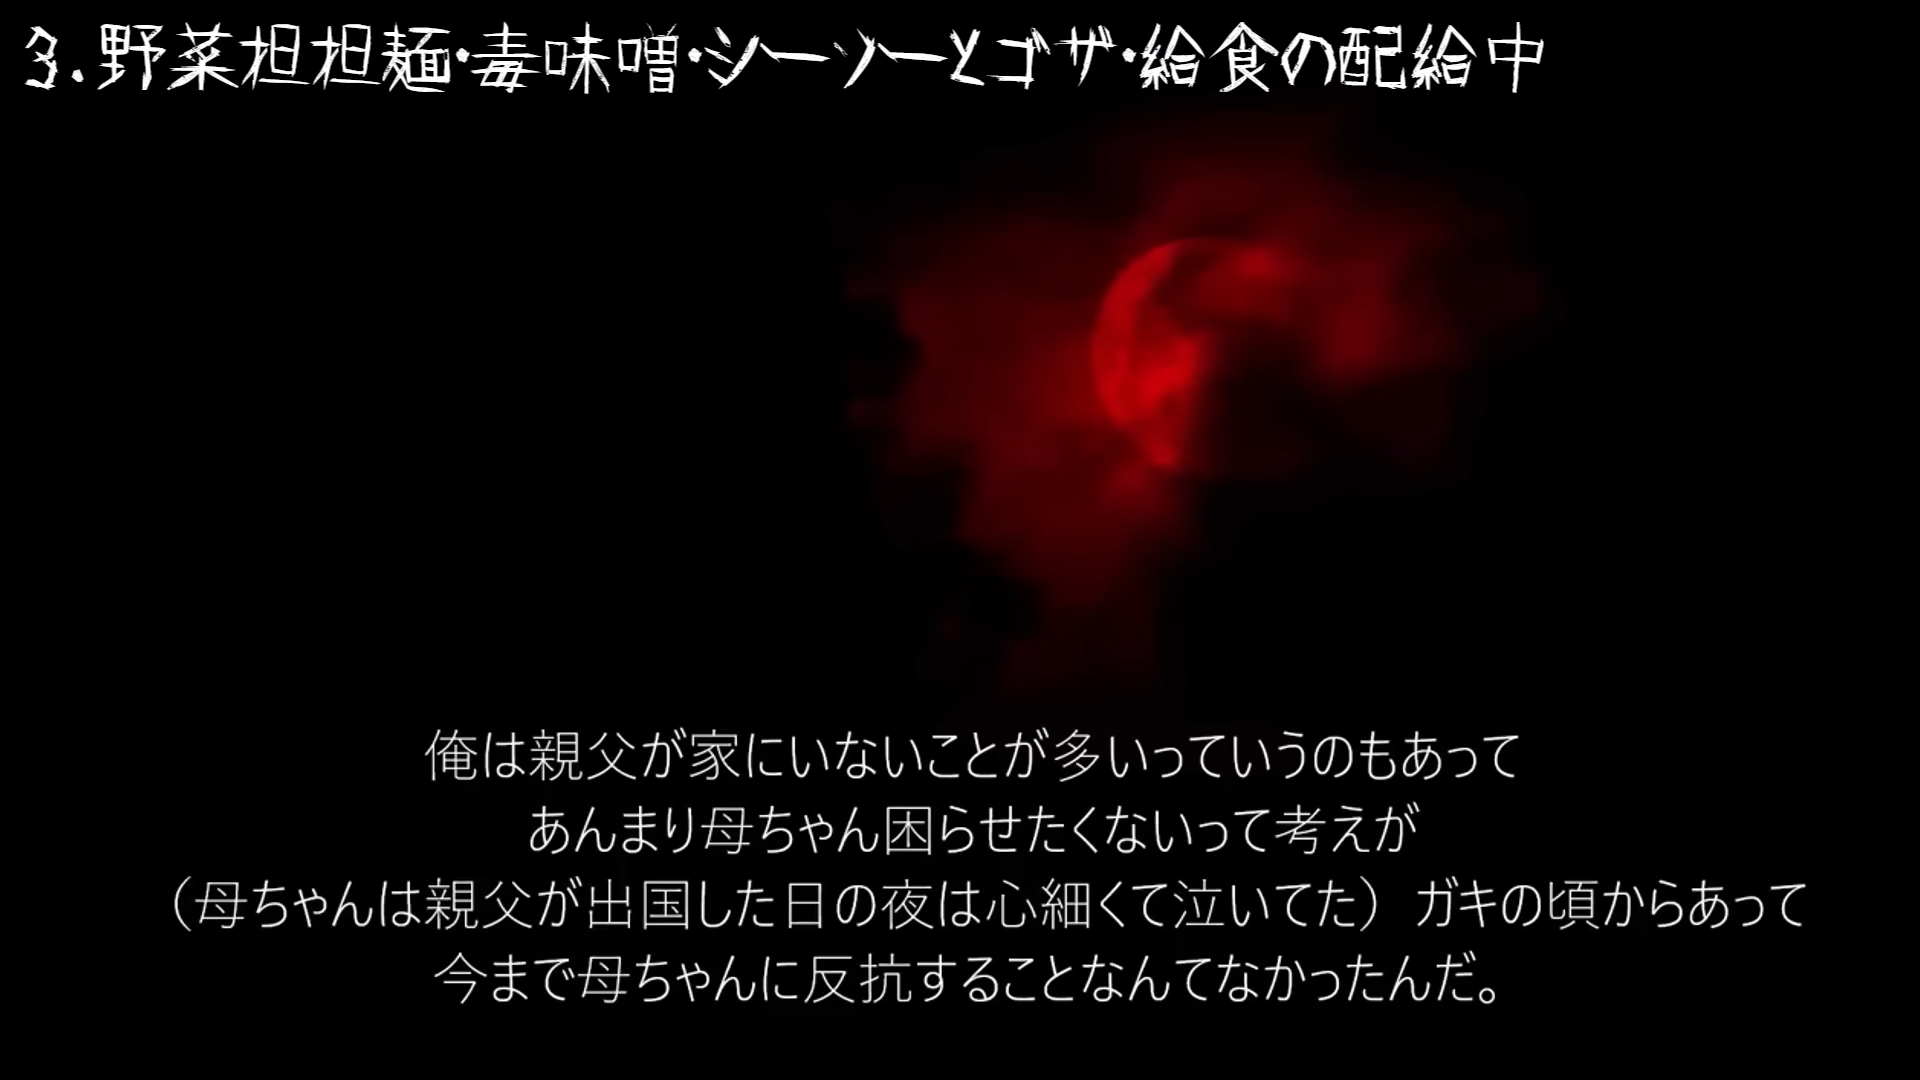 3.野菜担担麺・毒味噌・シーソーとゴザ・給食の配給中
俺は親父が家にいないことが多いっていうのもあって
あんまり母ちゃん困らせたくないって考えが
（母ちゃんは親父が出国した日の夜は心細くて泣いてた）ガキの頃からあって
今まで母ちゃんに反抗することなんてなかったんだ。